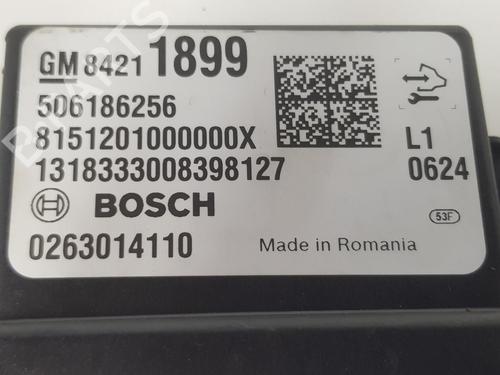 GM 8421 1899
506186256
8151201000000X
L1
1318333008398127
0624
BOSCH
53F
0263014110
Made in Romania